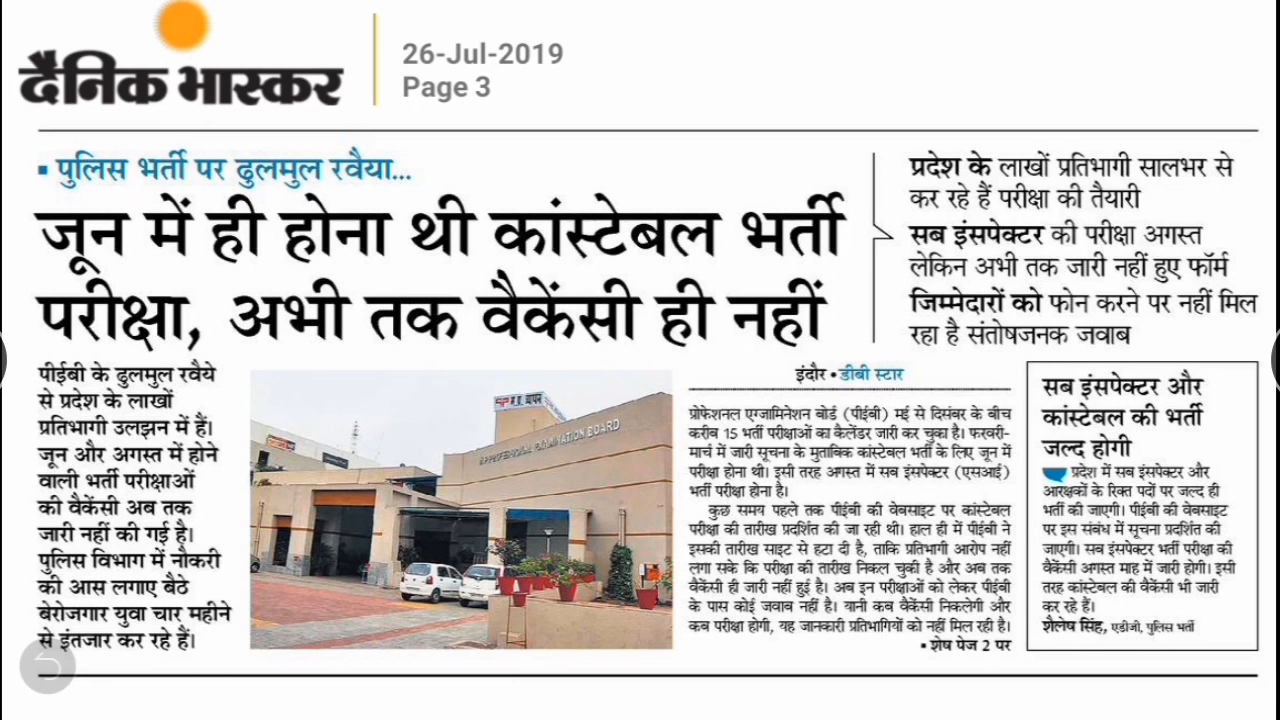 दैनिक भास्कर
26-Jul-2019
Page 3
▪ पुलिस भर्ती पर ढुलमुल रवैया...
जून में ही होना थी कांस्टेबल भर्ती
परीक्षा, अभी तक वैकेंसी ही नहीं
प्रदेश के लाखों प्रतिभागी सालभर से
कर रहे हैं परीक्षा की तैयारी
सब इंसपेक्टर की परीक्षा अगस्त
लेकिन अभी तक जारी नहीं हुए फॉर्म
जिम्मेदारों को फोन करने पर नहीं मिल
रहा है संतोषजनक जवाब
पीईबी के ढुलमुल रवैये
से प्रदेश के लाखों
प्रतिभागी उलझन में हैं।
जून और अगस्त में होने
वाली भर्ती परीक्षाओं
की वैकेंसी अब तक
जारी नहीं की गई है।
पुलिस विभाग में नौकरी
की आस लगाए बैठे
बेरोजगार युवा चार महीने
से इंतजार कर रहे हैं।
M.P. PROFESSIONAL EXAMINATION BOARD
इंदौर • डीबी स्टार
प्रोफेशनल एग्जामिनेशन बोर्ड (पीईबी) मई से दिसंबर के बीच
करीब 15 भर्ती परीक्षाओं का कैलेंडर जारी कर चुका है। फरवरी-
मार्च में जारी सूचना के मुताबिक कांस्टेबल भर्ती के लिए जून में
परीक्षा होना थी। इसी तरह अगस्त में सब इंसपेक्टर (एसआई)
भर्ती परीक्षा होना है।
कुछ समय पहले तक पीईबी की वेबसाइट पर कांस्टेबल
परीक्षा की तारीख प्रदर्शित की जा रही थी। हाल ही में पीईबी ने
इसकी तारीख साइट से हटा दी है, ताकि प्रतिभागी आरोप नहीं
लगा सके कि परीक्षा की तारीख निकल चुकी है और अब तक
वैकेंसी ही जारी नहीं हुई है। अब इन परीक्षाओं को लेकर पीईबी
के पास कोई जवाब नहीं है। यानी कब वैकेंसी निकलेगी और
कब परीक्षा होगी, यह जानकारी प्रतिभागियों को नहीं मिल रही है।
▪ शेष पेज 2 पर
सब इंसपेक्टर और
कांस्टेबल की भर्ती
जल्द होगी
प्रदेश में सब इंसपेक्टर और
आरक्षकों के रिक्त पदों पर जल्द ही
भर्ती की जाएगी। पीईबी की वेबसाइट
पर इस संबंध में सूचना प्रदर्शित की
जाएगी। सब इंसपेक्टर भर्ती परीक्षा की
वैकेंसी अगस्त माह में जारी होगी। इसी
तरह कांस्टेबल की वैकेंसी भी जारी
कर रहे हैं।
शैलेष सिंह, एडीजी, पुलिस भर्ती